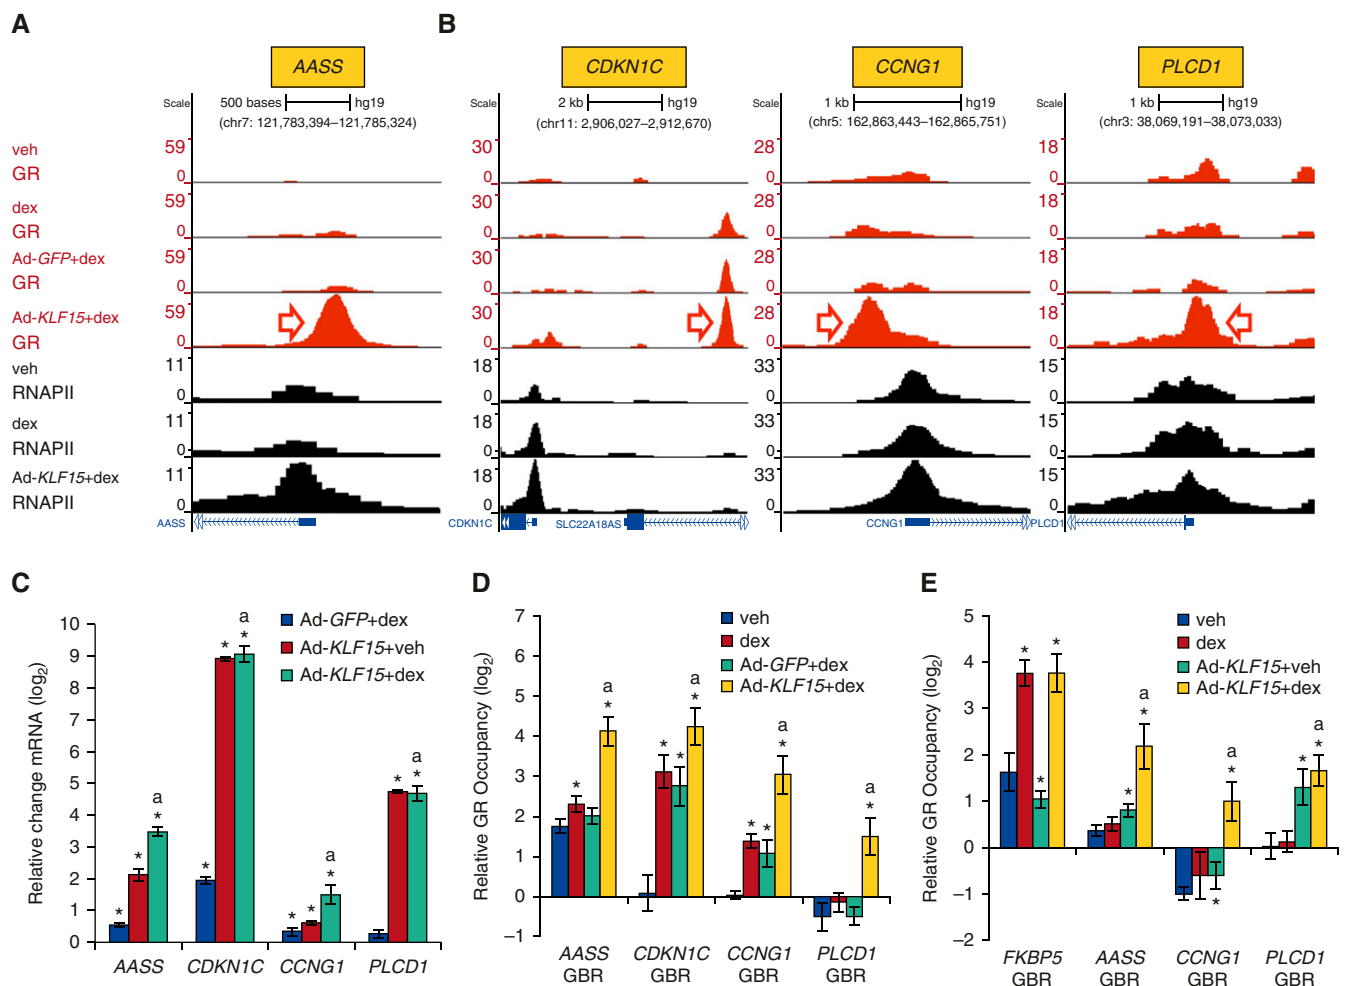 A
B
AASS
CDKN1C
CCNG1
PLCD1
Scale 500 bases hg19
(chr7: 121,783,394–121,785,324)
Scale 2 kb hg19
(chr11: 2,906,027–2,912,670)
Scale 1 kb hg19
(chr5: 162,863,443–162,865,751)
Scale 1 kb hg19
(chr3: 38,069,191–38,073,033)
veh
GR
59
0
30
0
28
0
18
0
dex
GR
59
0
30
0
28
0
18
0
Ad-GFP+dex
GR
59
0
30
0
28
0
18
0
Ad-KLF15+dex
GR
59
0
30
0
28
0
18
0
veh
RNAPII
11
0
18
0
33
0
15
0
dex
RNAPII
11
0
18
0
33
0
15
0
Ad-KLF15+dex
RNAPII
11
0
18
0
33
0
15
0
AASS
CDKN1C
SLC22A18AS
CCNG1
PLCD1
C
Relative change mRNA (log2)
10
9
8
7
6
5
4
3
2
1
0
Ad-GFP+dex
Ad-KLF15+veh
Ad-KLF15+dex
* * a *
* * a *
* * a *
* a *
AASS
CDKN1C
CCNG1
PLCD1
D
Relative GR Occupancy (log2)
7
6
5
4
3
2
1
0
–1
veh
dex
Ad-GFP+dex
Ad-KLF15+dex
* a *
* * a *
* * a *
a *
AASS
GBR
CDKN1C
GBR
CCNG1
GBR
PLCD1
GBR
E
Relative GR Occupancy (log2)
5
4
3
2
1
0
–1
–2
veh
dex
Ad-KLF15+veh
Ad-KLF15+dex
* * *
* a *
* a *
* a *
FKBP5
GBR
AASS
GBR
CCNG1
GBR
PLCD1
GBR